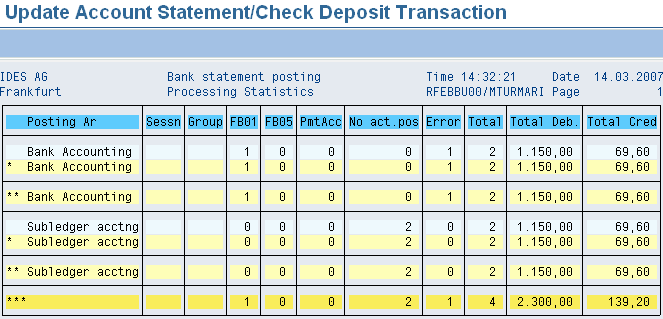 Update Account Statement/Check Deposit Transaction
IDES AG Bank statement posting Time 14:32:21 Date 14.03.2007
Frankfurt Processing Statistics RFEBBU00/MTURMARI Page 1
Posting Ar Sessn Group FB01 FB05 PmtAcc No act.pos Error Total Total Deb. Total Cred
Bank Accounting 1 0 0 0 1 2 1.150,00 69,60
* Bank Accounting 1 0 0 0 1 2 1.150,00 69,60
** Bank Accounting 1 0 0 0 1 2 1.150,00 69,60
Subledger acctng 0 0 0 2 0 2 1.150,00 69,60
* Subledger acctng 0 0 0 2 0 2 1.150,00 69,60
** Subledger acctng 0 0 0 2 0 2 1.150,00 69,60
*** 1 0 0 2 1 4 2.300,00 139,20